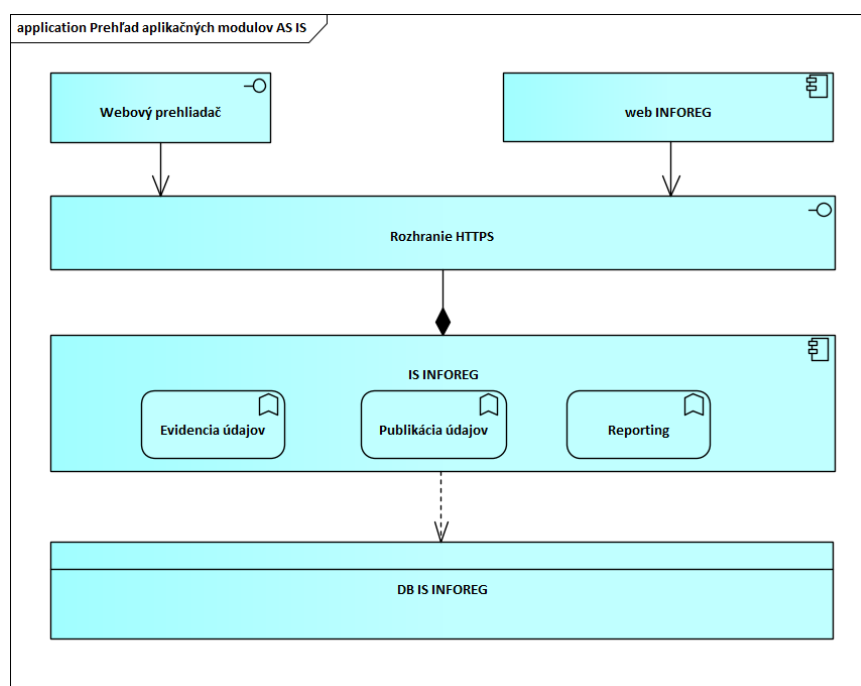 application Prehľad aplikačných modulov AS IS
Webový prehliadač
web INFOREG
Rozhranie HTTPS
IS INFOREG
Evidencia údajov
Publikácia údajov
Reporting
DB IS INFOREG